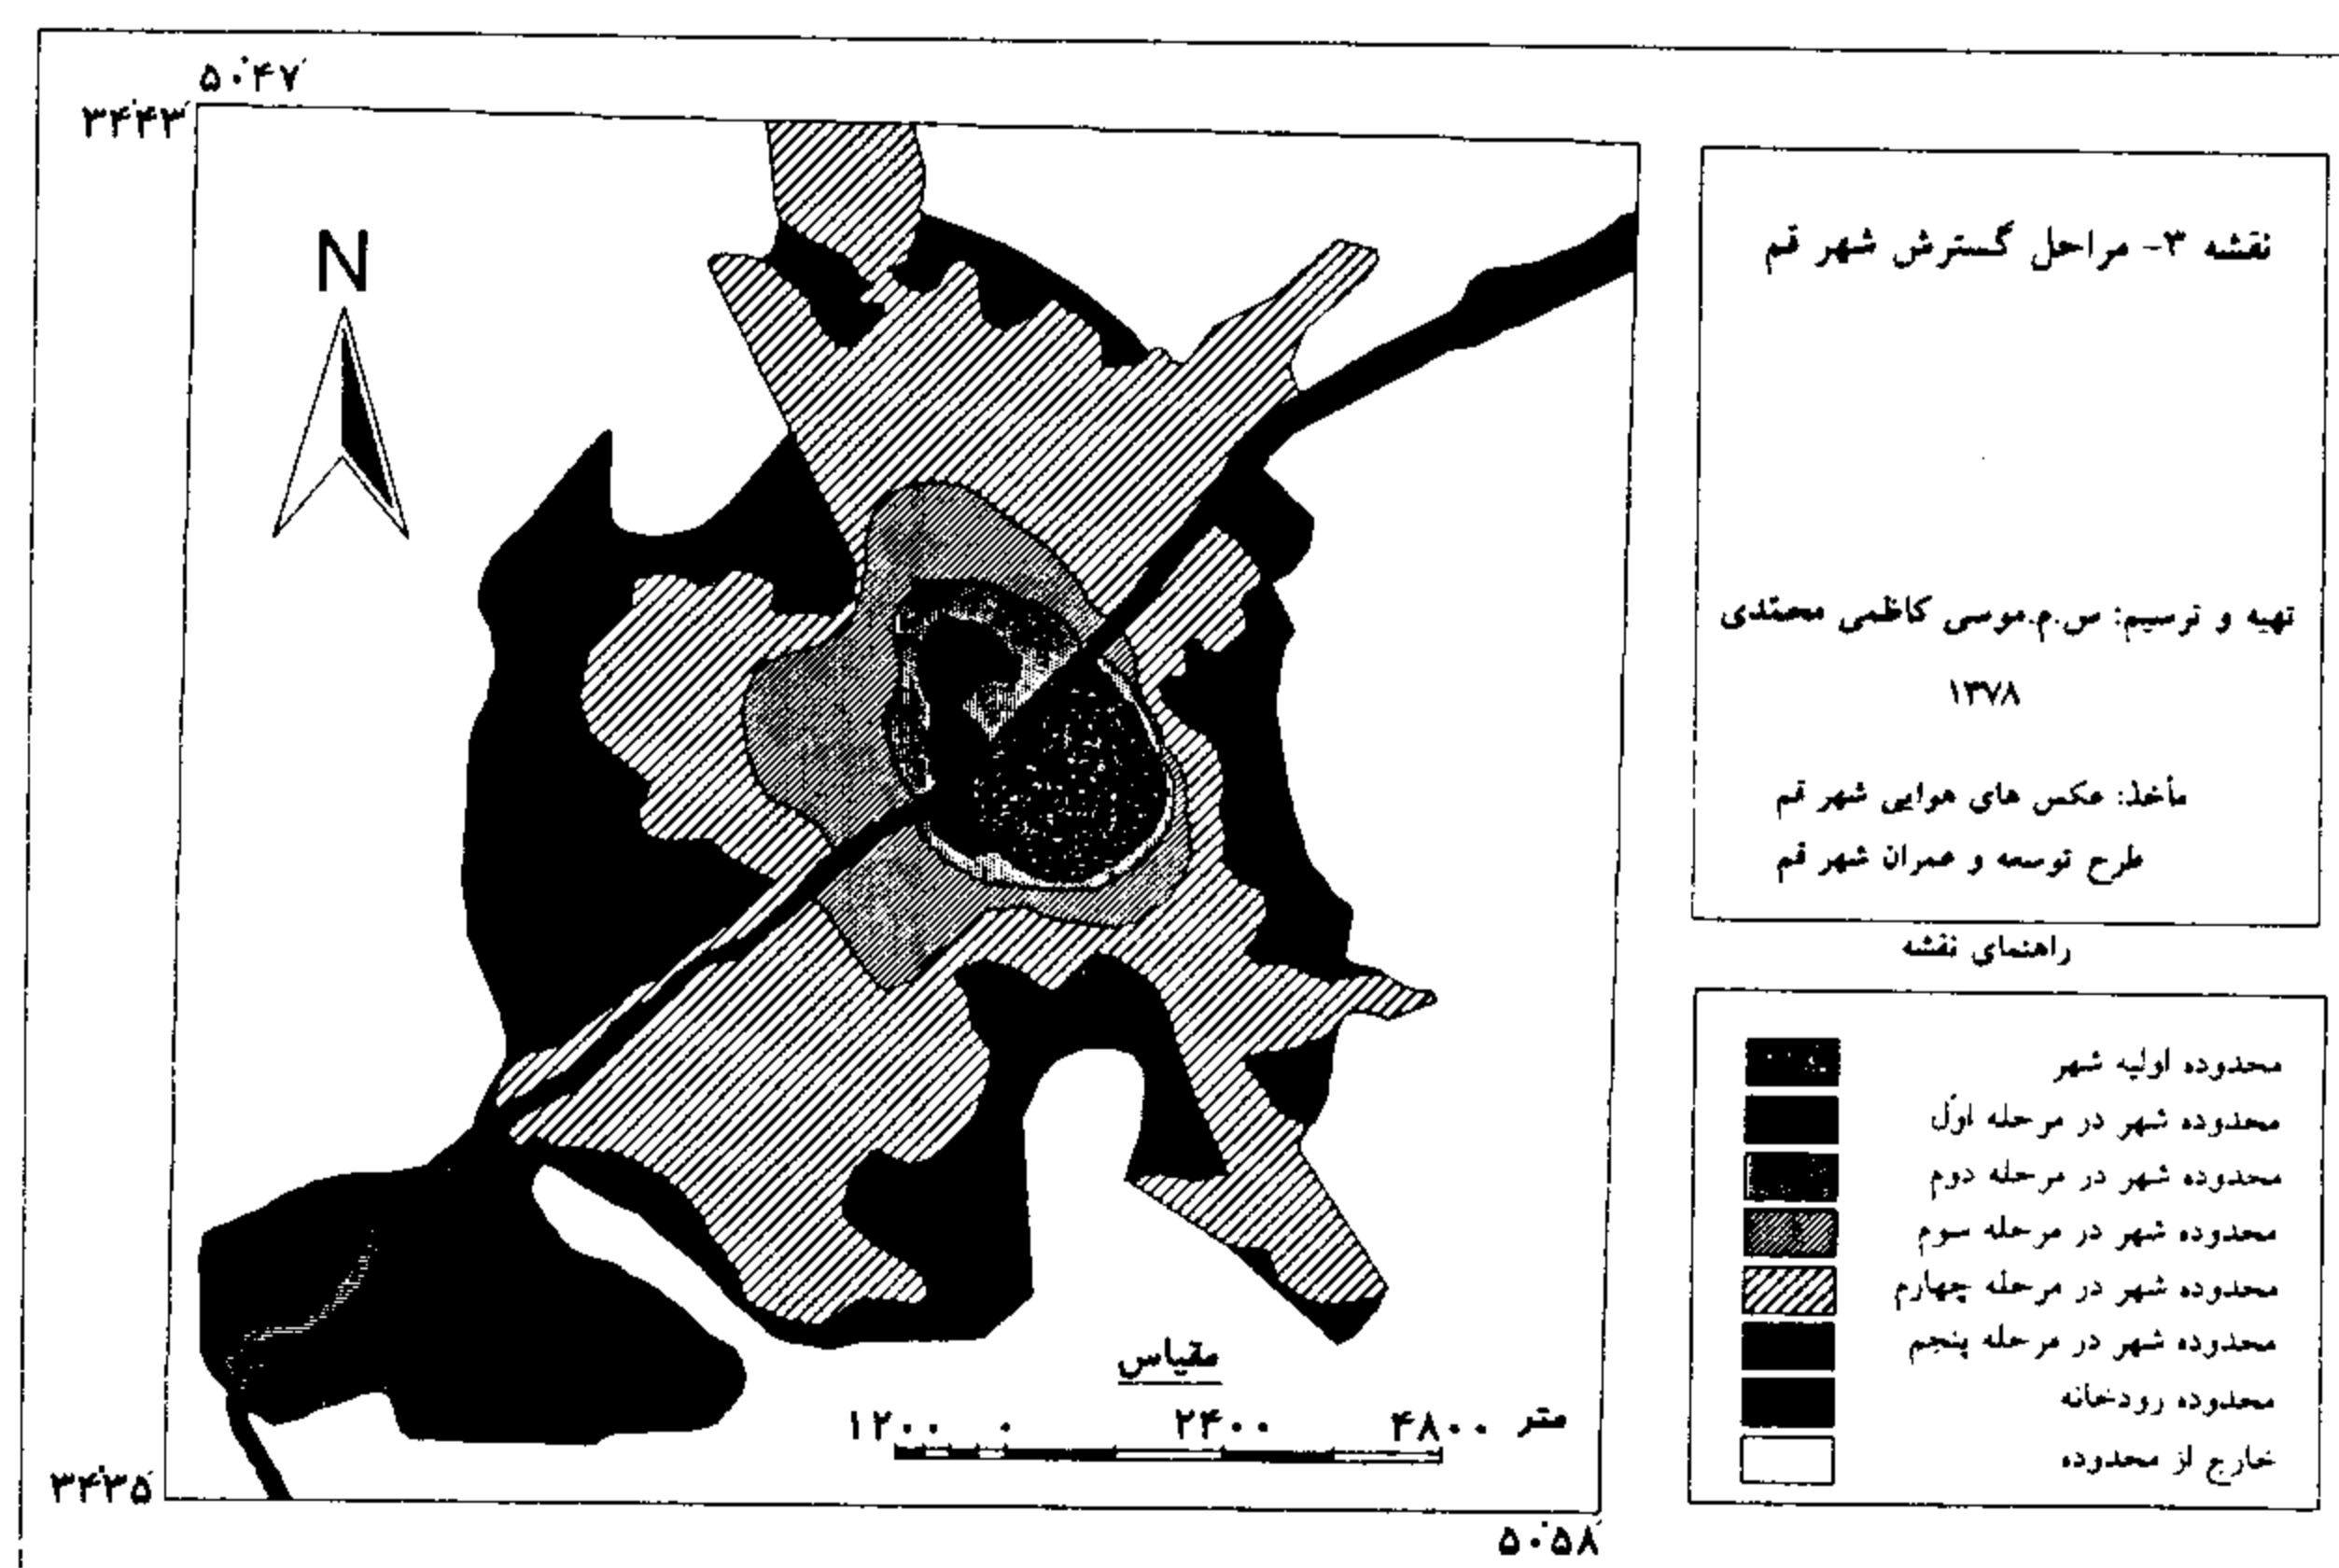 ۵۰°۴۷′
۳۴°۴۳′
N
نقشه ۳- مراحل گسترش شهر قم
تهیه و ترسیم: س.م.موسی کاظمی محمّدی
۱۳۷۸
مأخذ: عکس های هوایی شهر قم
طرح توسعه و عمران شهر قم
راهنمای نقشه
محدوده اولیه شهر
محدوده شهر در مرحله اوّل
محدوده شهر در مرحله دوم
محدوده شهر در مرحله سوم
محدوده شهر در مرحله چهارم
محدوده شهر در مرحله پنجم
محدوده رودخانه
خارج از محدوده
مقیاس
۱۲۰۰ ۰ ۲۴۰۰ ۴۸۰۰ متر
۳۴°۳۵′
۵۰°۵۸′